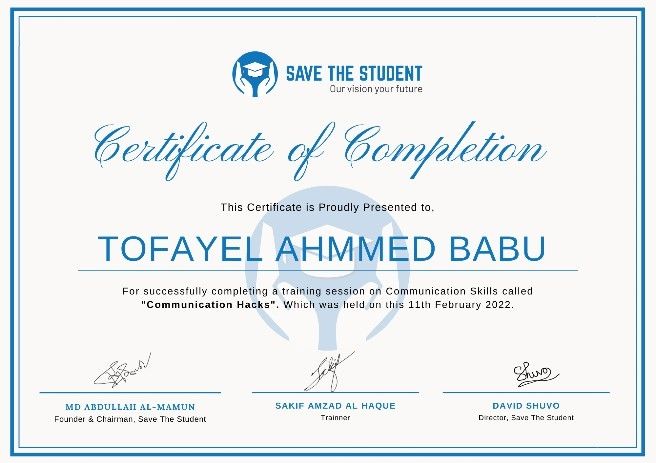 SAVE THE STUDENT
Our vision your future
Certificate of Completion
This Certificate is Proudly Presented to.
TOFAYEL AHMMED BABU
For successfully completing a training session on Communication Skills called
"Communication Hacks". Which was held on this 11th February 2022.
Shuvo
MD ABDULLAH AL-MAMUN
Founder & Chairman, Save The Student
SAKIF AMZAD AL HAQUE
Trainner
DAVID SHUVO
Director, Save The Student